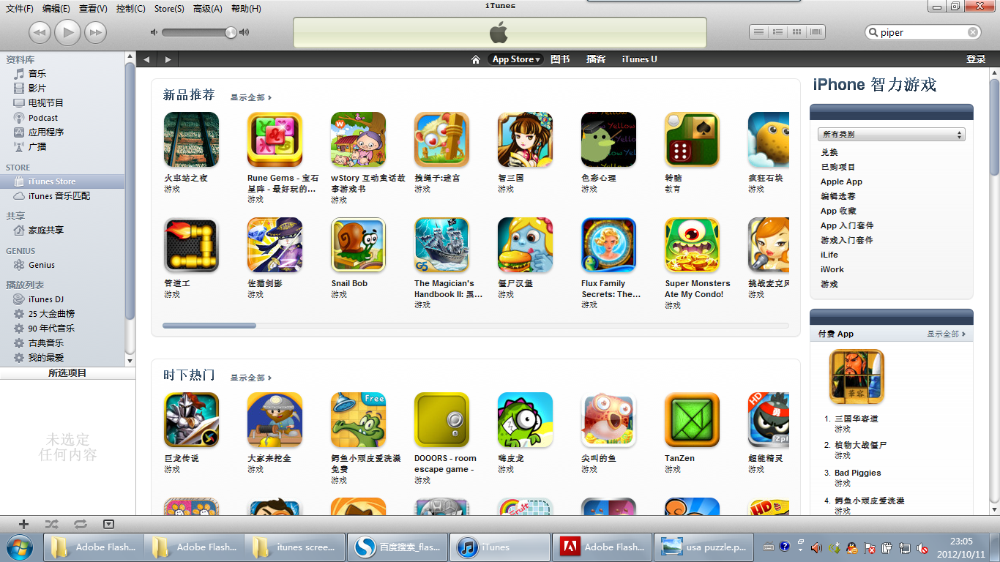 iTunes
文件(F) 编辑(E) 查看(V) 控制(C) Store(S) 高级(A) 帮助(H)
piper
App Store 图书 播客 iTunes U 登录
资料库
音乐
影片
电视节目
Podcast
应用程序
广播
STORE
iTunes Store
iTunes 音乐匹配
共享
家庭共享
GENIUS
Genius
播放列表
iTunes DJ
25 大金曲榜
90 年代音乐
古典音乐
我的最爱
所选项目
未选定
任何内容
新品推荐 显示全部 ›
火车站之夜
游戏
Rune Gems - 宝石
星阵 - 最好玩的...
游戏
wStory 互动童话故
事游戏书
游戏
拽绳子:迷宫
游戏
智三国
游戏
色彩心理
游戏
转脑
教育
疯狂石块
游戏
管道工
游戏
佐猫剑影
游戏
Snail Bob
游戏
G5
The Magician's
Handbook II: 黑...
游戏
僵尸汉堡
游戏
Flux Family
Secrets: The...
游戏
Super Monsters
Ate My Condo!
游戏
挑战麦克风
游戏
时下热门 显示全部 ›
巨龙传说
游戏
大家来挖金
游戏
Free
鳄鱼小顽皮爱洗澡
免费
游戏
DOOORS - room
escape game -
游戏
嗨皮龙
游戏
尖叫的鱼
游戏
TanZen
游戏
HD
超能精灵
游戏
Fruit
HD
iPhone 智力游戏
所有类别
兑换
已购项目
Apple App
编辑选荐
App 收藏
App 入门套件
游戏入门套件
iLife
iWork
游戏
付费 App 显示全部 ›
華容
1. 三国华容道
游戏
2. 植物大战僵尸
游戏
3. Bad Piggies
游戏
4. 鳄鱼小顽皮爱洗澡
游戏
Adobe Flash... Adobe Flash... itunes scree... 百度搜索_flas... iTunes Adobe Flash... usa puzzle.p...
23:05
2012/10/11